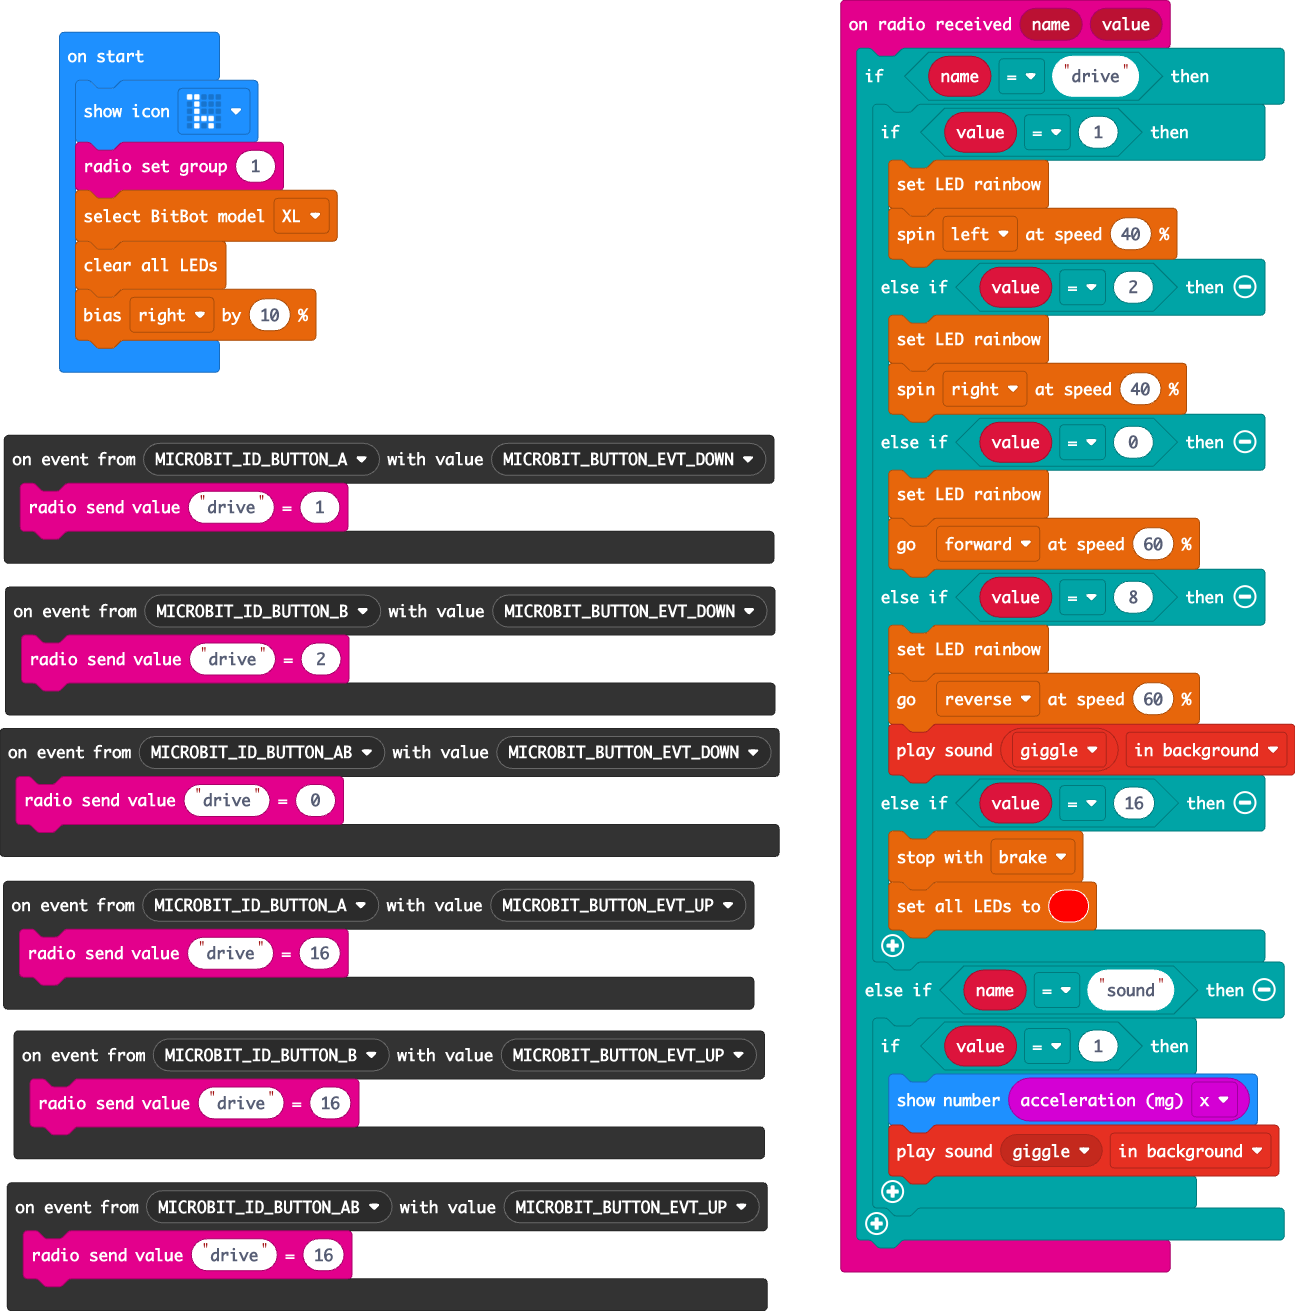 on start
show icon
radio set group 1
select BitBot model XL
clear all LEDs
bias right by 10 %
on event from MICROBIT_ID_BUTTON_A with value MICROBIT_BUTTON_EVT_DOWN
radio send value "drive" = 1
on event from MICROBIT_ID_BUTTON_B with value MICROBIT_BUTTON_EVT_DOWN
radio send value "drive" = 2
on event from MICROBIT_ID_BUTTON_AB with value MICROBIT_BUTTON_EVT_DOWN
radio send value "drive" = 0
on event from MICROBIT_ID_BUTTON_A with value MICROBIT_BUTTON_EVT_UP
radio send value "drive" = 16
on event from MICROBIT_ID_BUTTON_B with value MICROBIT_BUTTON_EVT_UP
radio send value "drive" = 16
on event from MICROBIT_ID_BUTTON_AB with value MICROBIT_BUTTON_EVT_UP
radio send value "drive" = 16
on radio received name value
if name = "drive" then
if value = 1 then
set LED rainbow
spin left at speed 40 %
else if value = 2 then
set LED rainbow
spin right at speed 40 %
else if value = 0 then
set LED rainbow
go forward at speed 60 %
else if value = 8 then
set LED rainbow
go reverse at speed 60 %
play sound giggle in background
else if value = 16 then
stop with brake
set all LEDs to
else if name = "sound" then
if value = 1 then
show number acceleration (mg) x
play sound giggle in background